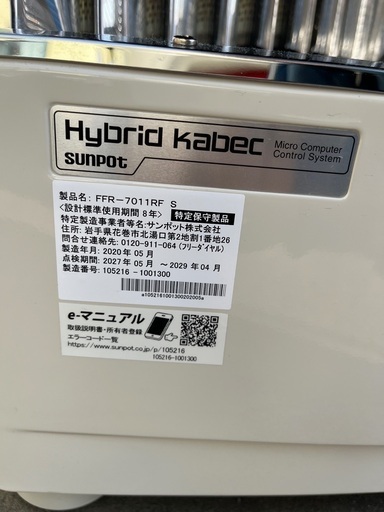 Hybrid Kabec Micro Computer Control System
sunpot
製品名: FFR-7011RF S
<設計標準使用期間 8年> 特定保守製品
特定製造事業者等名: サンポット株式会社
住所: 岩手県花巻市北湯口第2地割1番地26
問合せ連絡先: 0120-911-064 (フリーダイヤル)
製造年月: 2020年 05月
点検期間: 2027年 05月 ~ 2029年 04月
製造番号: 105216 -1001300
a1052161001300202005a
e-マニュアル
取扱説明書・所有者登録
エラーコード一覧
https://www.sunpot.co.jp/p/105216
105216-1001300